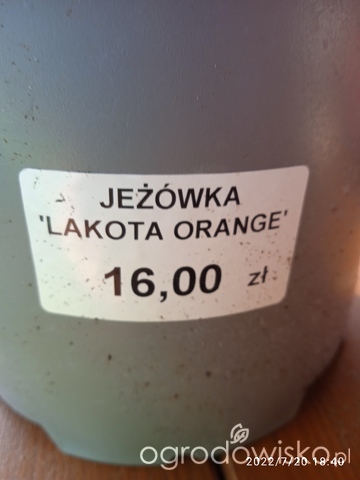 JEŻÓWKA
'LAKOTA ORANGE'
16,00 zł
ogrodowisko.pl
2022/7/20 18:40